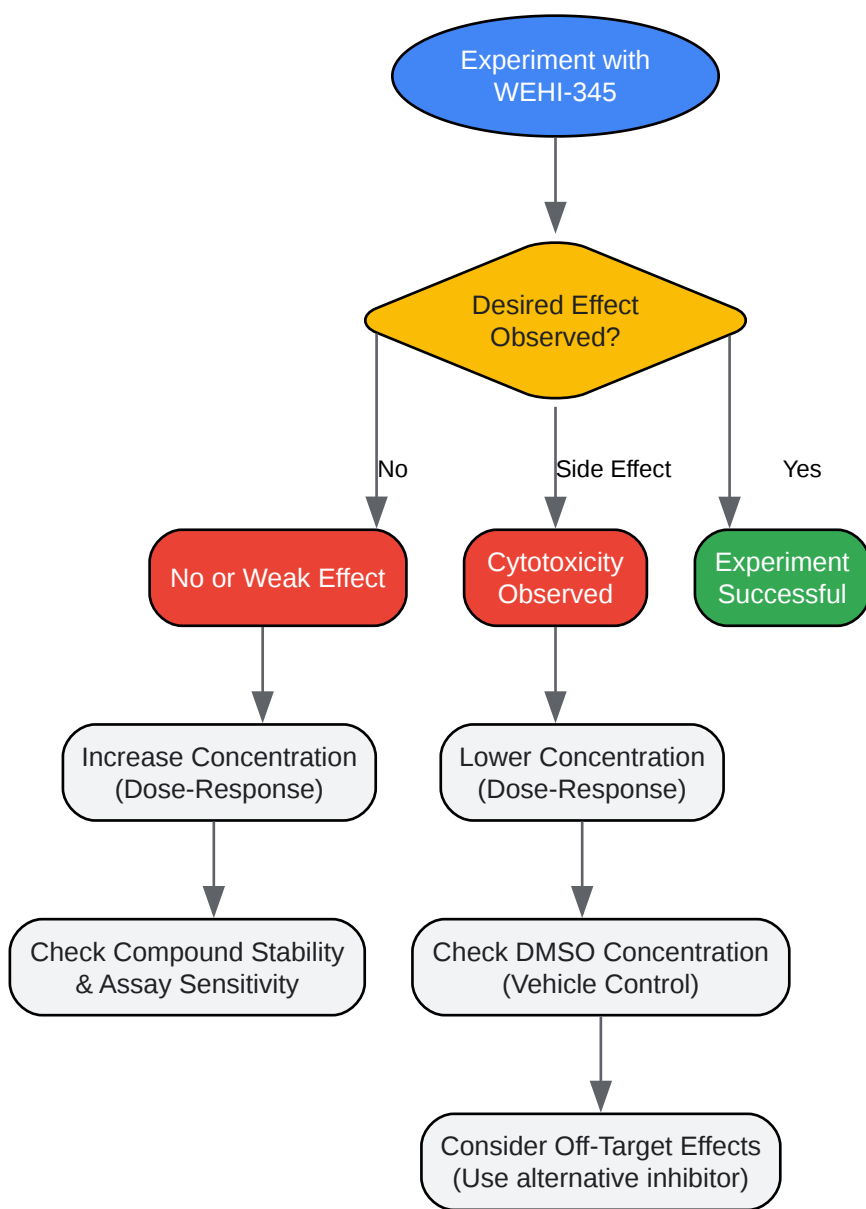 Experiment with
WEHI-345
Desired Effect
Observed?
No
Side Effect
Yes
No or Weak Effect
Cytotoxicity
Observed
Experiment
Successful
Increase Concentration
(Dose-Response)
Lower Concentration
(Dose-Response)
Check Compound Stability
& Assay Sensitivity
Check DMSO Concentration
(Vehicle Control)
Consider Off-Target Effects
(Use alternative inhibitor)